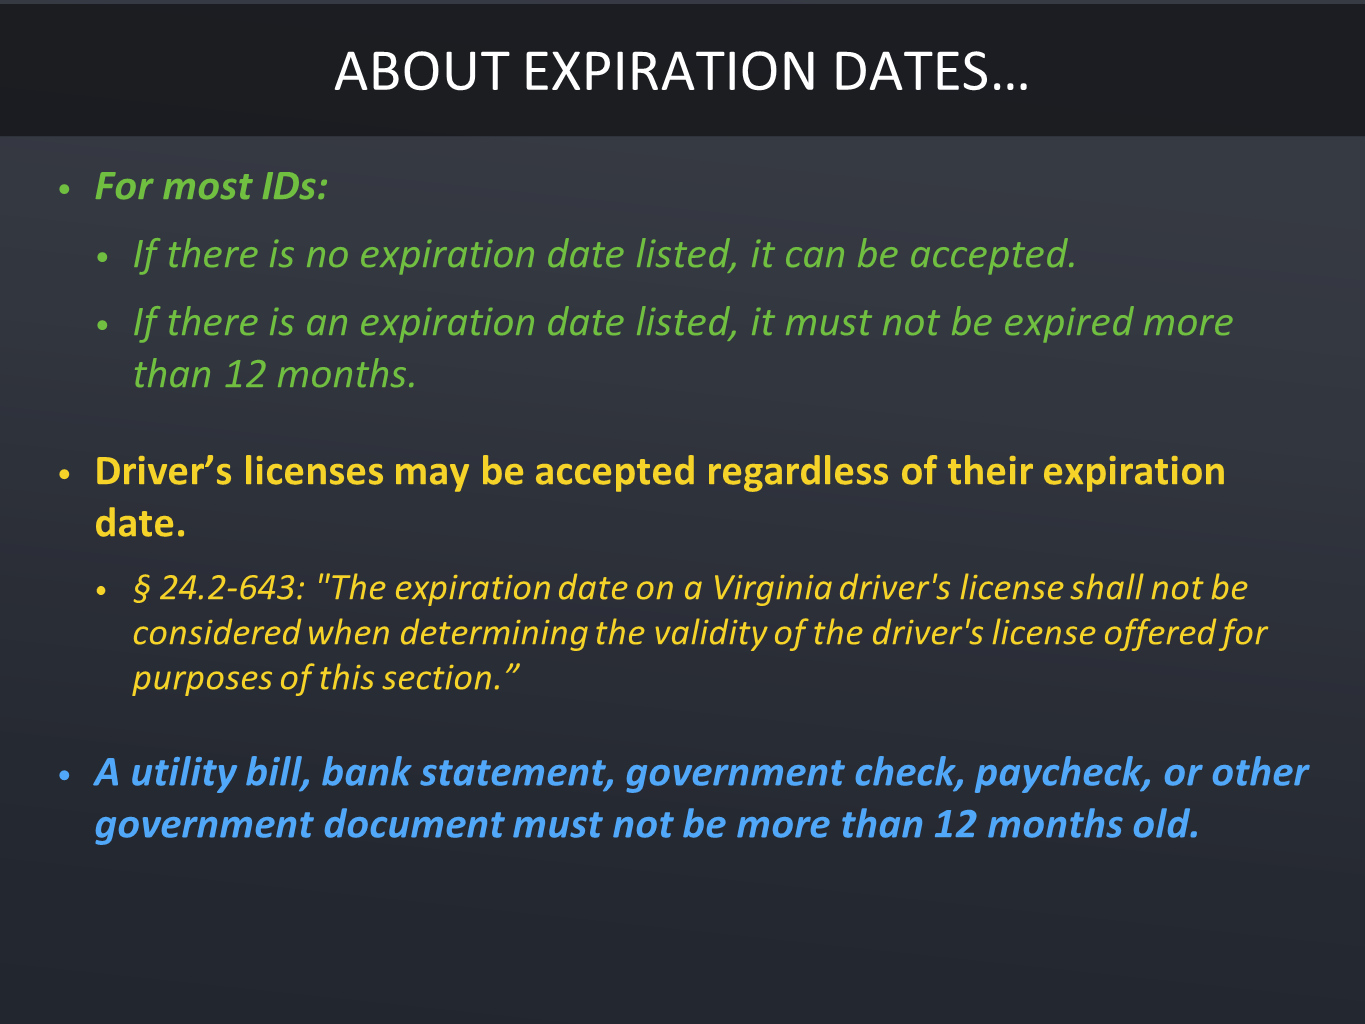 ABOUT EXPIRATION DATES…
• For most IDs:
• If there is no expiration date listed, it can be accepted.
• If there is an expiration date listed, it must not be expired more
than 12 months.
• Driver’s licenses may be accepted regardless of their expiration
date.
• § 24.2-643: "The expiration date on a Virginia driver's license shall not be
considered when determining the validity of the driver's license offered for
purposes of this section.”
• A utility bill, bank statement, government check, paycheck, or other
government document must not be more than 12 months old.